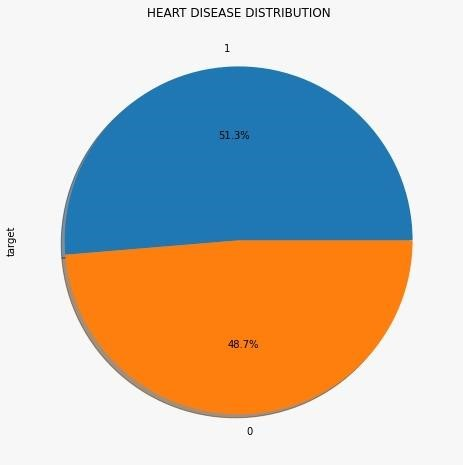 HEART DISEASE DISTRIBUTION
1
51.3%
target
48.7%
0